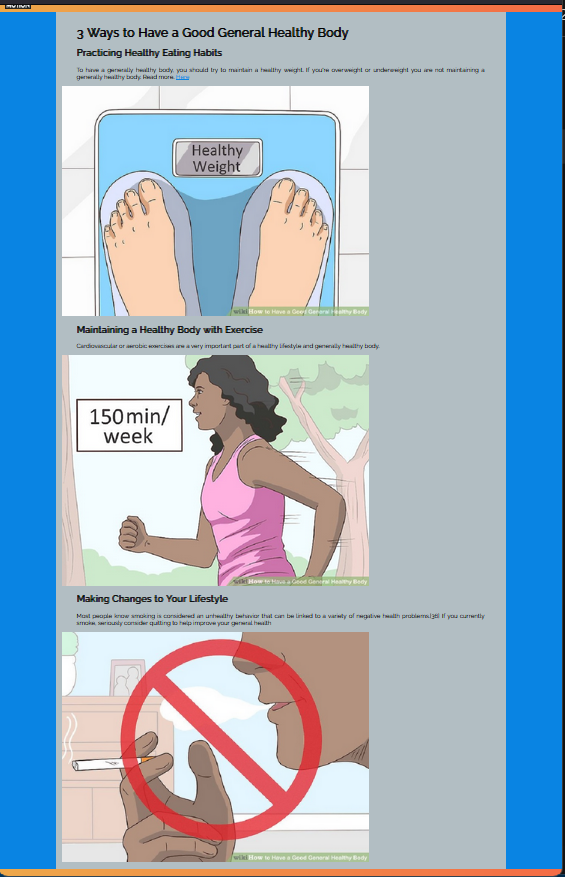 MOTION
3 Ways to Have a Good General Healthy Body
Practicing Healthy Eating Habits
To have a generally healthy body, you should try to maintain a healthy weight. If you're overweight or underweight you are not maintaining a
generally healthy body. Read more. Here
Healthy
Weight
wikiHow to Have a Good General Healthy Body
Maintaining a Healthy Body with Exercise
Cardiovascular or aerobic exercises are a very important part of a healthy lifestyle and generally healthy body.
150min/
week
wikiHow to Have a Good General Healthy Body
Making Changes to Your Lifestyle
Most people know smoking is considered an unhealthy behavior that can be linked to a variety of negative health problems.[36] If you currently
smoke, seriously consider quitting to help improve your general health
wikiHow to Have a Good General Healthy Body